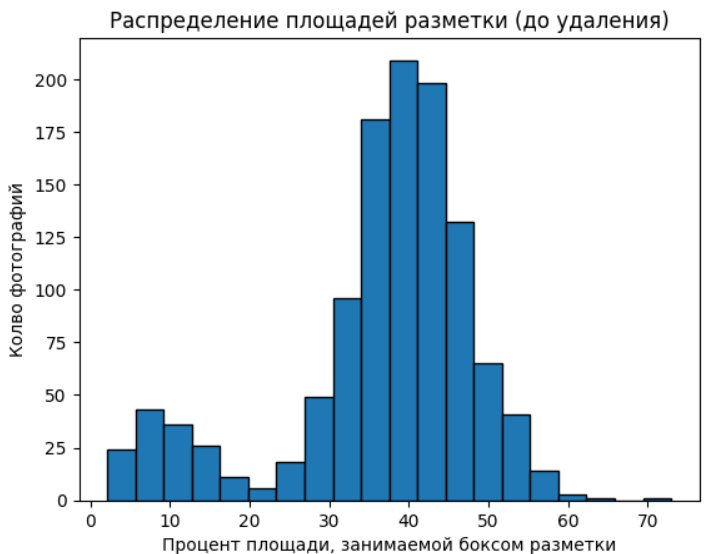 Распределение площадей разметки (до удаления)
Колво фотографий
200
175
150
125
100
75
50
25
0
0 10 20 30 40 50 60 70
Процент площади, занимаемой боксом разметки